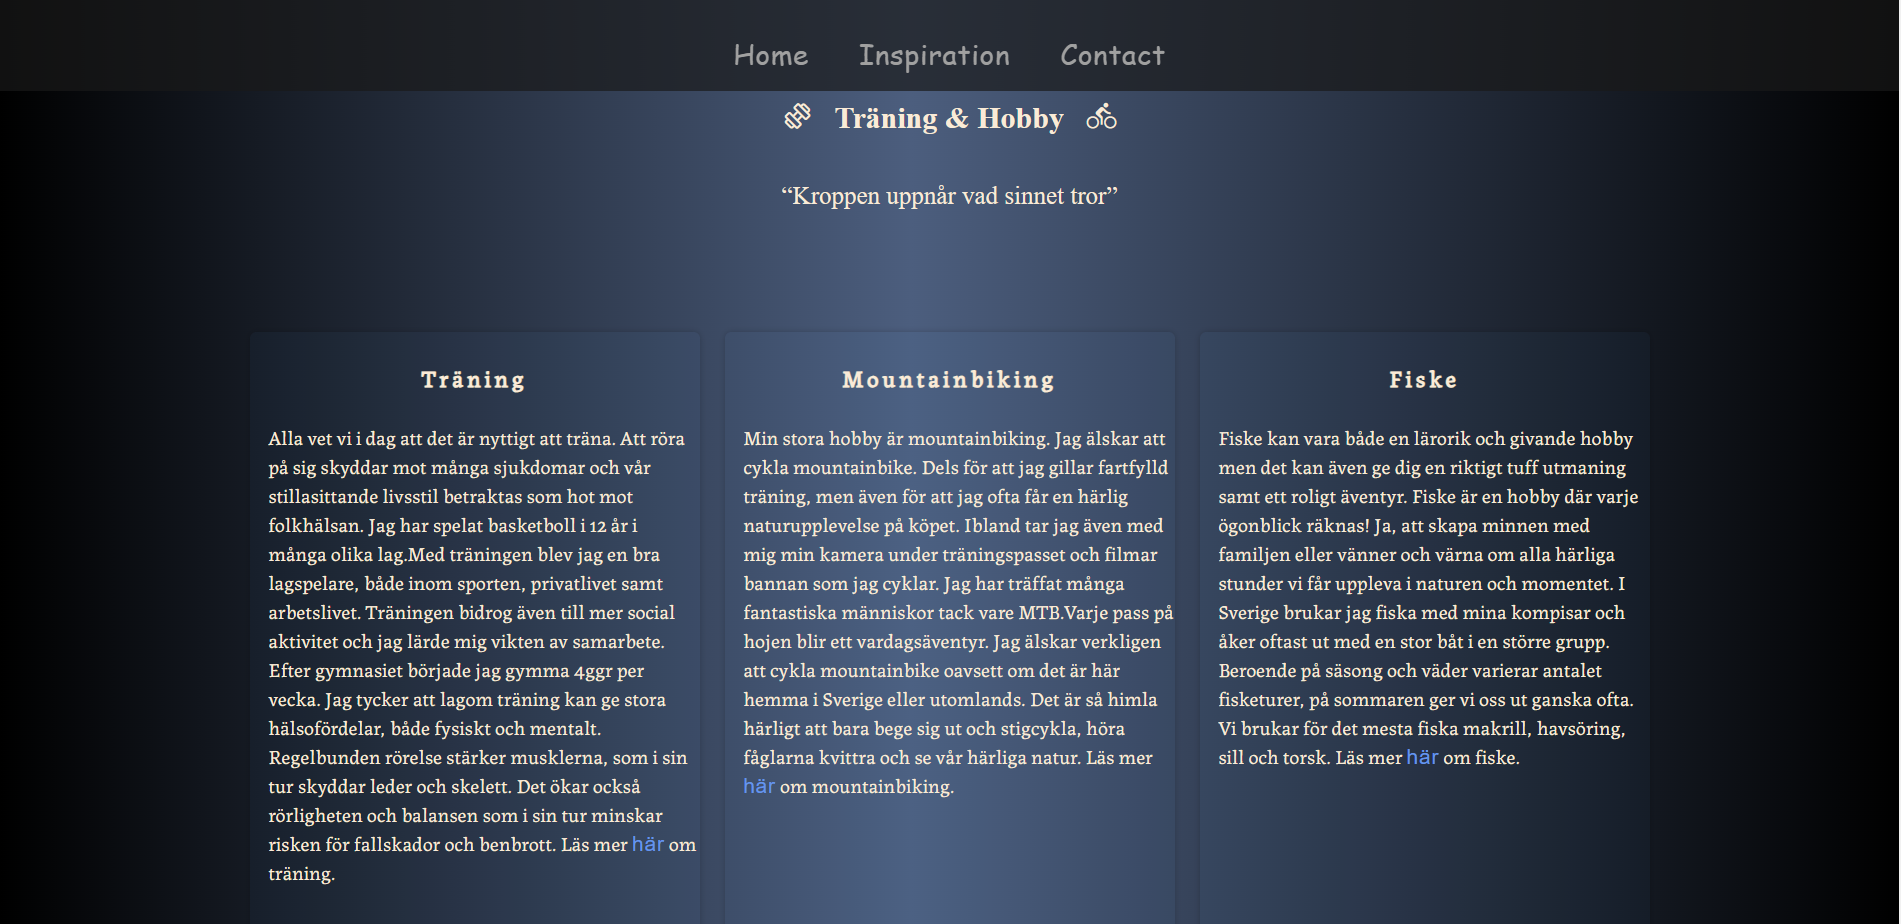 Home Inspiration Contact
Träning & Hobby
“Kroppen uppnår vad sinnet tror”
Träning
Alla vet vi i dag att det är nyttigt att träna. Att röra
på sig skyddar mot många sjukdomar och vår
stillasittande livsstil betraktas som hot mot
folkhälsan. Jag har spelat basketboll i 12 år i
många olika lag.Med träningen blev jag en bra
lagspelare, både inom sporten, privatlivet samt
arbetslivet. Träningen bidrog även till mer social
aktivitet och jag lärde mig vikten av samarbete.
Efter gymnasiet började jag gymma 4ggr per
vecka. Jag tycker att lagom träning kan ge stora
hälsofördelar, både fysiskt och mentalt.
Regelbunden rörelse stärker musklerna, som i sin
tur skyddar leder och skelett. Det ökar också
rörligheten och balansen som i sin tur minskar
risken för fallskador och benbrott. Läs mer här om
träning.
Mountainbiking
Min stora hobby är mountainbiking. Jag älskar att
cykla mountainbike. Dels för att jag gillar fartfylld
träning, men även för att jag ofta får en härlig
naturupplevelse på köpet. Ibland tar jag även med
mig min kamera under träningspasset och filmar
bannan som jag cyklar. Jag har träffat många
fantastiska människor tack vare MTB.Varje pass på
hojen blir ett vardagsäventyr. Jag älskar verkligen
att cykla mountainbike oavsett om det är här
hemma i Sverige eller utomlands. Det är så himla
härligt att bara bege sig ut och stigcykla, höra
fåglarna kvittra och se vår härliga natur. Läs mer
här om mountainbiking.
Fiske
Fiske kan vara både en lärorik och givande hobby
men det kan även ge dig en riktigt tuff utmaning
samt ett roligt äventyr. Fiske är en hobby där varje
ögonblick räknas! Ja, att skapa minnen med
familjen eller vänner och värna om alla härliga
stunder vi får uppleva i naturen och momentet. I
Sverige brukar jag fiska med mina kompisar och
åker oftast ut med en stor båt i en större grupp.
Beroende på säsong och väder varierar antalet
fisketurer, på sommaren ger vi oss ut ganska ofta.
Vi brukar för det mesta fiska makrill, havsöring,
sill och torsk. Läs mer här om fiske.